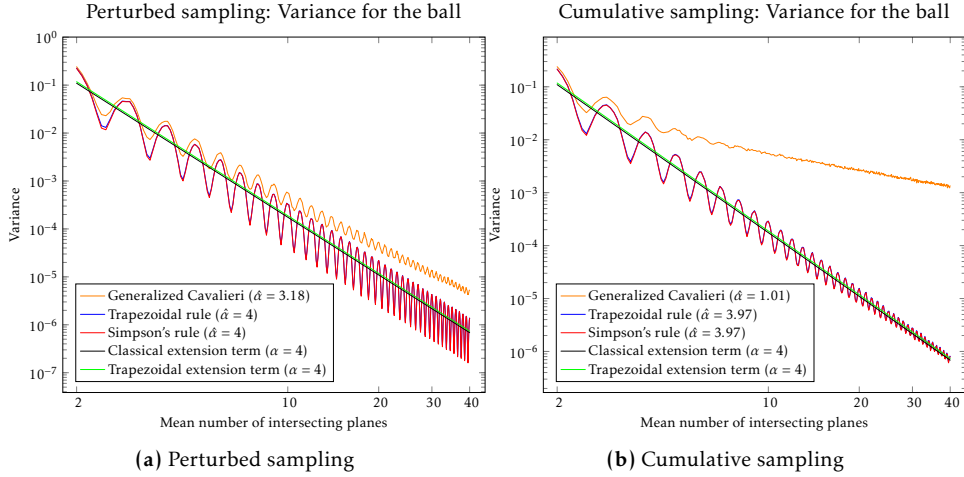 Perturbed sampling: Variance for the ball
10^0
10^−1
10^−2
10^−3
10^−4
10^−5
10^−6
10^−7
Variance
Generalized Cavalieri (α̂ = 3.18)
Trapezoidal rule (α̂ = 4)
Simpson's rule (α̂ = 4)
Classical extension term (α = 4)
Trapezoidal extension term (α = 4)
2 10 20 30 40
Mean number of intersecting planes
(a) Perturbed sampling
Cumulative sampling: Variance for the ball
10^0
10^−1
10^−2
10^−3
10^−4
10^−5
10^−6
Variance
Generalized Cavalieri (α̂ = 1.01)
Trapezoidal rule (α̂ = 3.97)
Simpson's rule (α̂ = 3.97)
Classical extension term (α = 4)
Trapezoidal extension term (α = 4)
2 10 20 30 40
Mean number of intersecting planes
(b) Cumulative sampling